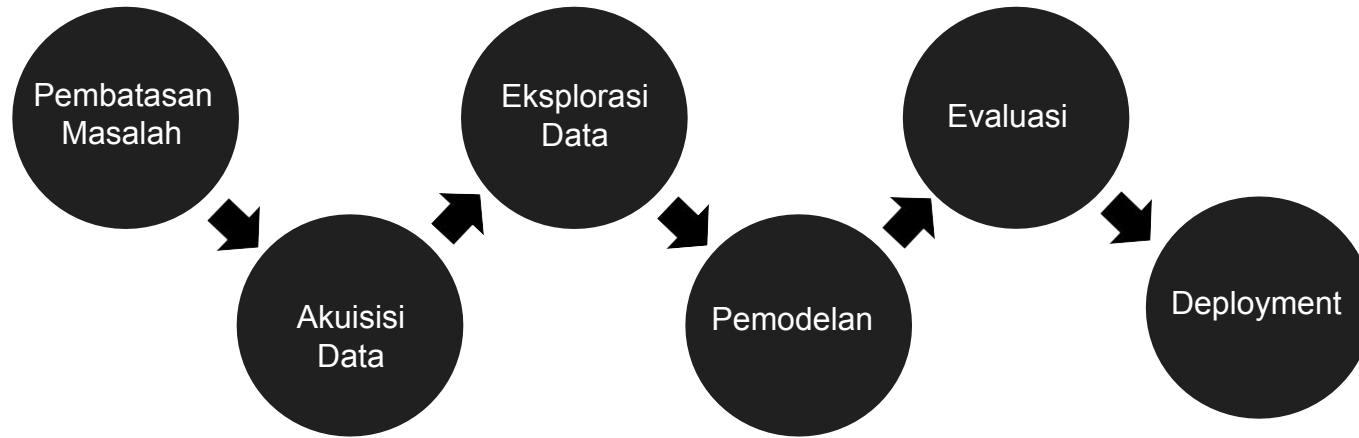 Pembatasan
Masalah
Akuisisi
Data
Eksplorasi
Data
Pemodelan
Evaluasi
Deployment